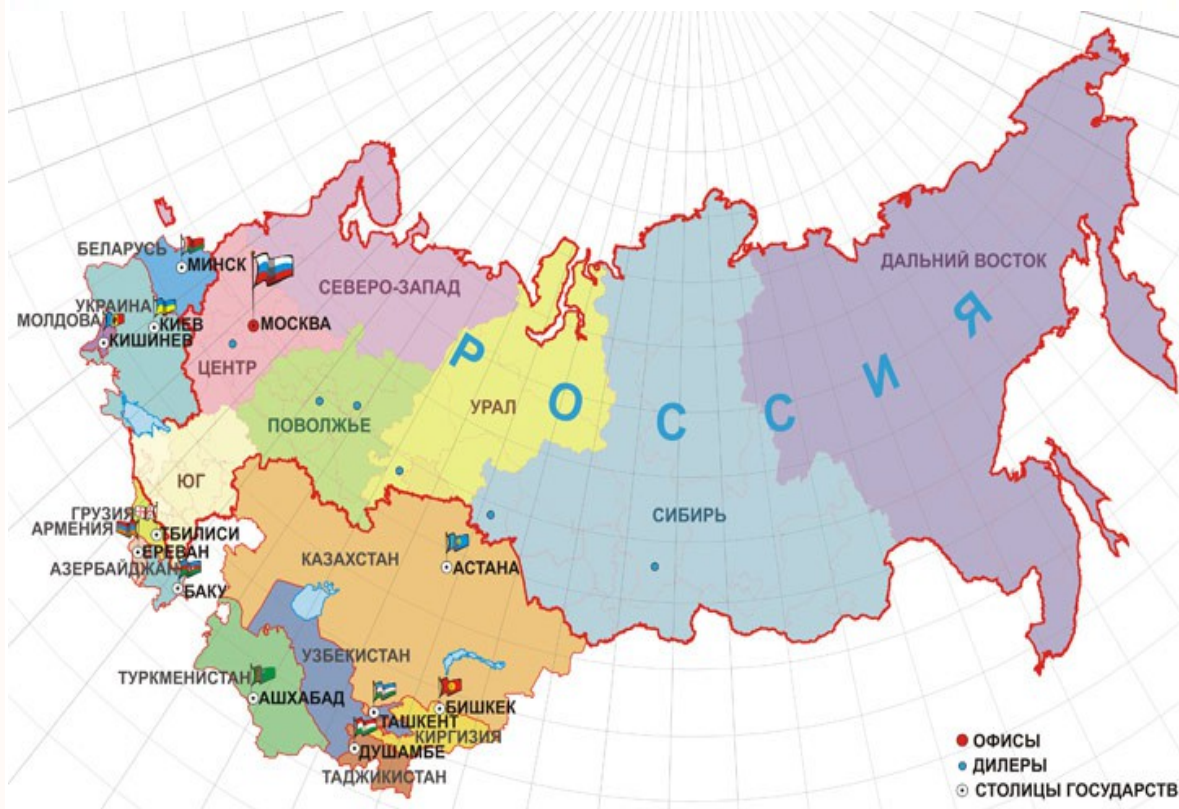 БЕЛАРУСЬ
МИНСК
СЕВЕРО-ЗАПАД
ДАЛЬНИЙ ВОСТОК
УКРАИНА
МОЛДОВА
КИЕВ
МОСКВА
КИШИНЕВ
ЦЕНТР
РОССИЯ
УРАЛ
ПОВОЛЖЬЕ
ЮГ
ГРУЗИЯ
СИБИРЬ
АРМЕНИЯ
ТБИЛИСИ
ЕРЕВАН
КАЗАХСТАН
АЗЕРБАЙДЖАН
АСТАНА
БАКУ
УЗБЕКИСТАН
ТУРКМЕНИСТАН
АШХАБАД
БИШКЕК
ТАШКЕНТ
КИРГИЗИЯ
ДУШАМБЕ
ТАДЖИКИСТАН
ОФИСЫ
ДИЛЕРЫ
СТОЛИЦЫ ГОСУДАРСТВ